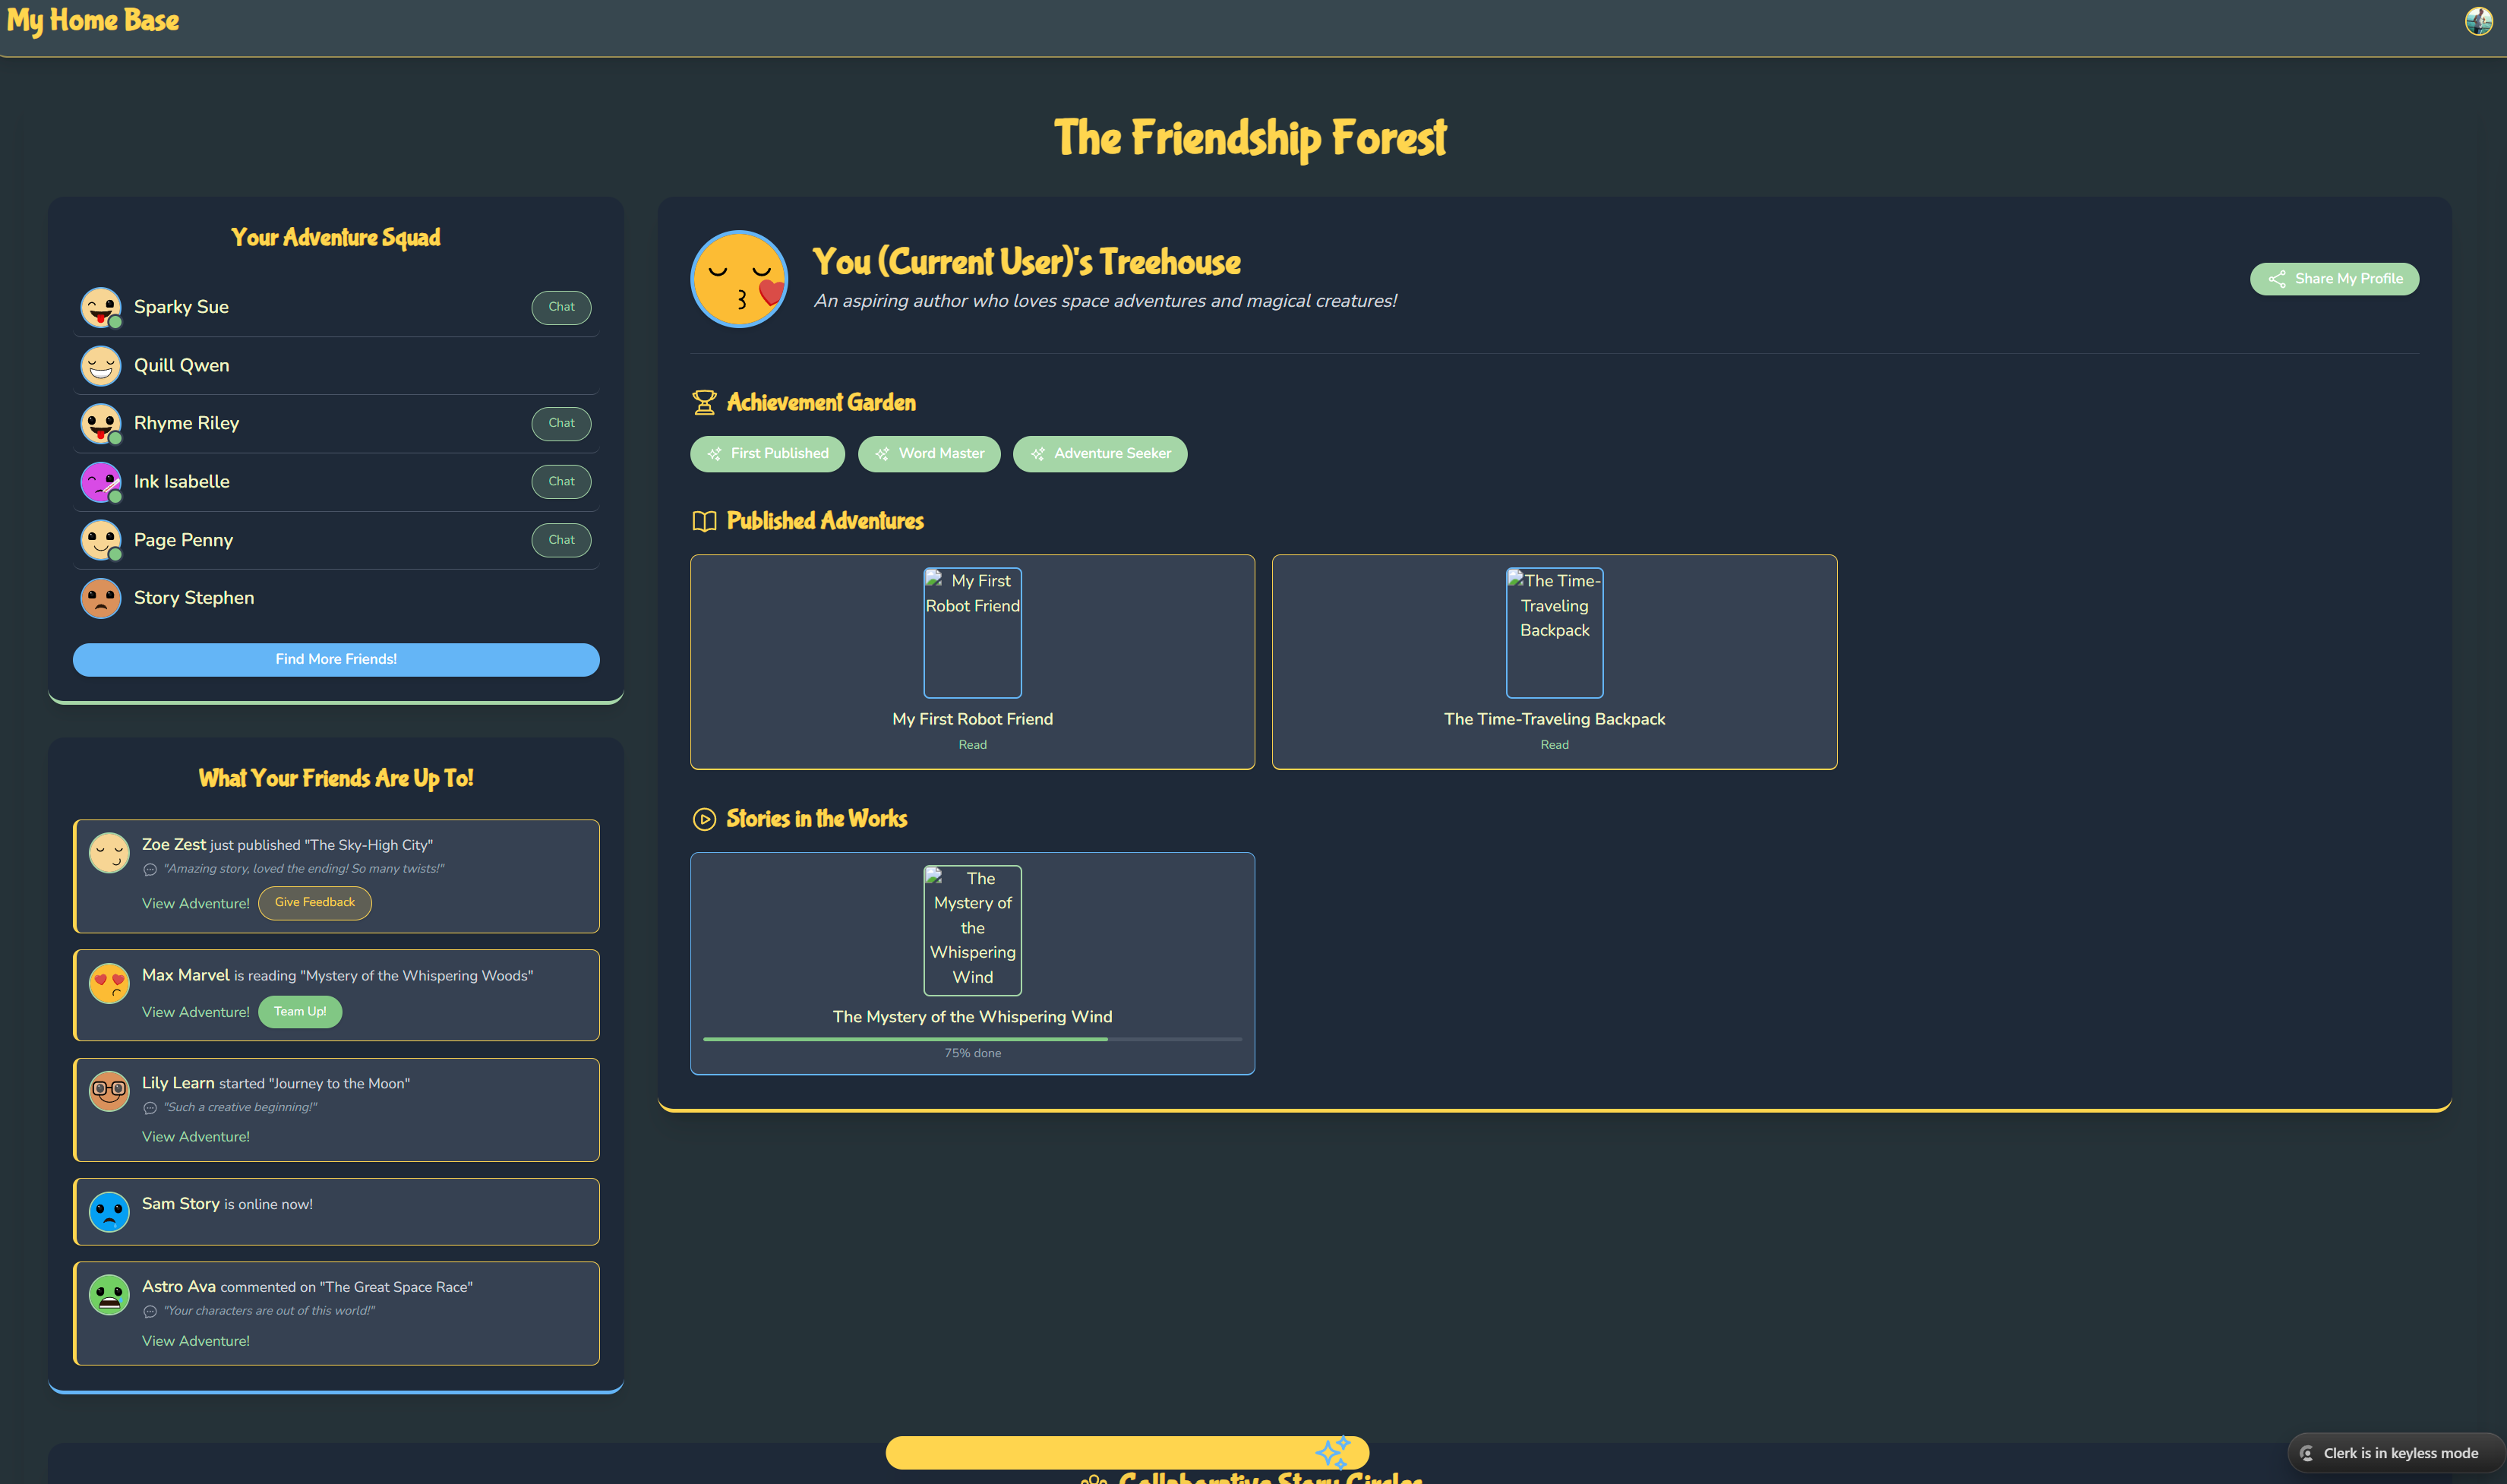 My Home Base
The Friendship Forest
Your Adventure Squad
Sparky Sue
Chat
Quill Qwen
Rhyme Riley
Chat
Ink Isabelle
Chat
Page Penny
Chat
Story Stephen
Find More Friends!
What Your Friends Are Up To!
Zoe Zest just published "The Sky-High City"
"Amazing story, loved the ending! So many twists!"
View Adventure! Give Feedback
Max Marvel is reading "Mystery of the Whispering Woods"
View Adventure! Team Up!
Lily Learn started "Journey to the Moon"
"Such a creative beginning!"
View Adventure!
Sam Story is online now!
Astro Ava commented on "The Great Space Race"
"Your characters are out of this world!"
View Adventure!
You (Current User)'s Treehouse
An aspiring author who loves space adventures and magical creatures!
Share My Profile
Achievement Garden
First Published Word Master Adventure Seeker
Published Adventures
My First
Robot Friend
My First Robot Friend
Read
The Time-
Traveling
Backpack
The Time-Traveling Backpack
Read
Stories in the Works
The
Mystery of
the
Whispering
Wind
The Mystery of the Whispering Wind
75% done
Collaborative Story Circles
Clerk is in keyless mode